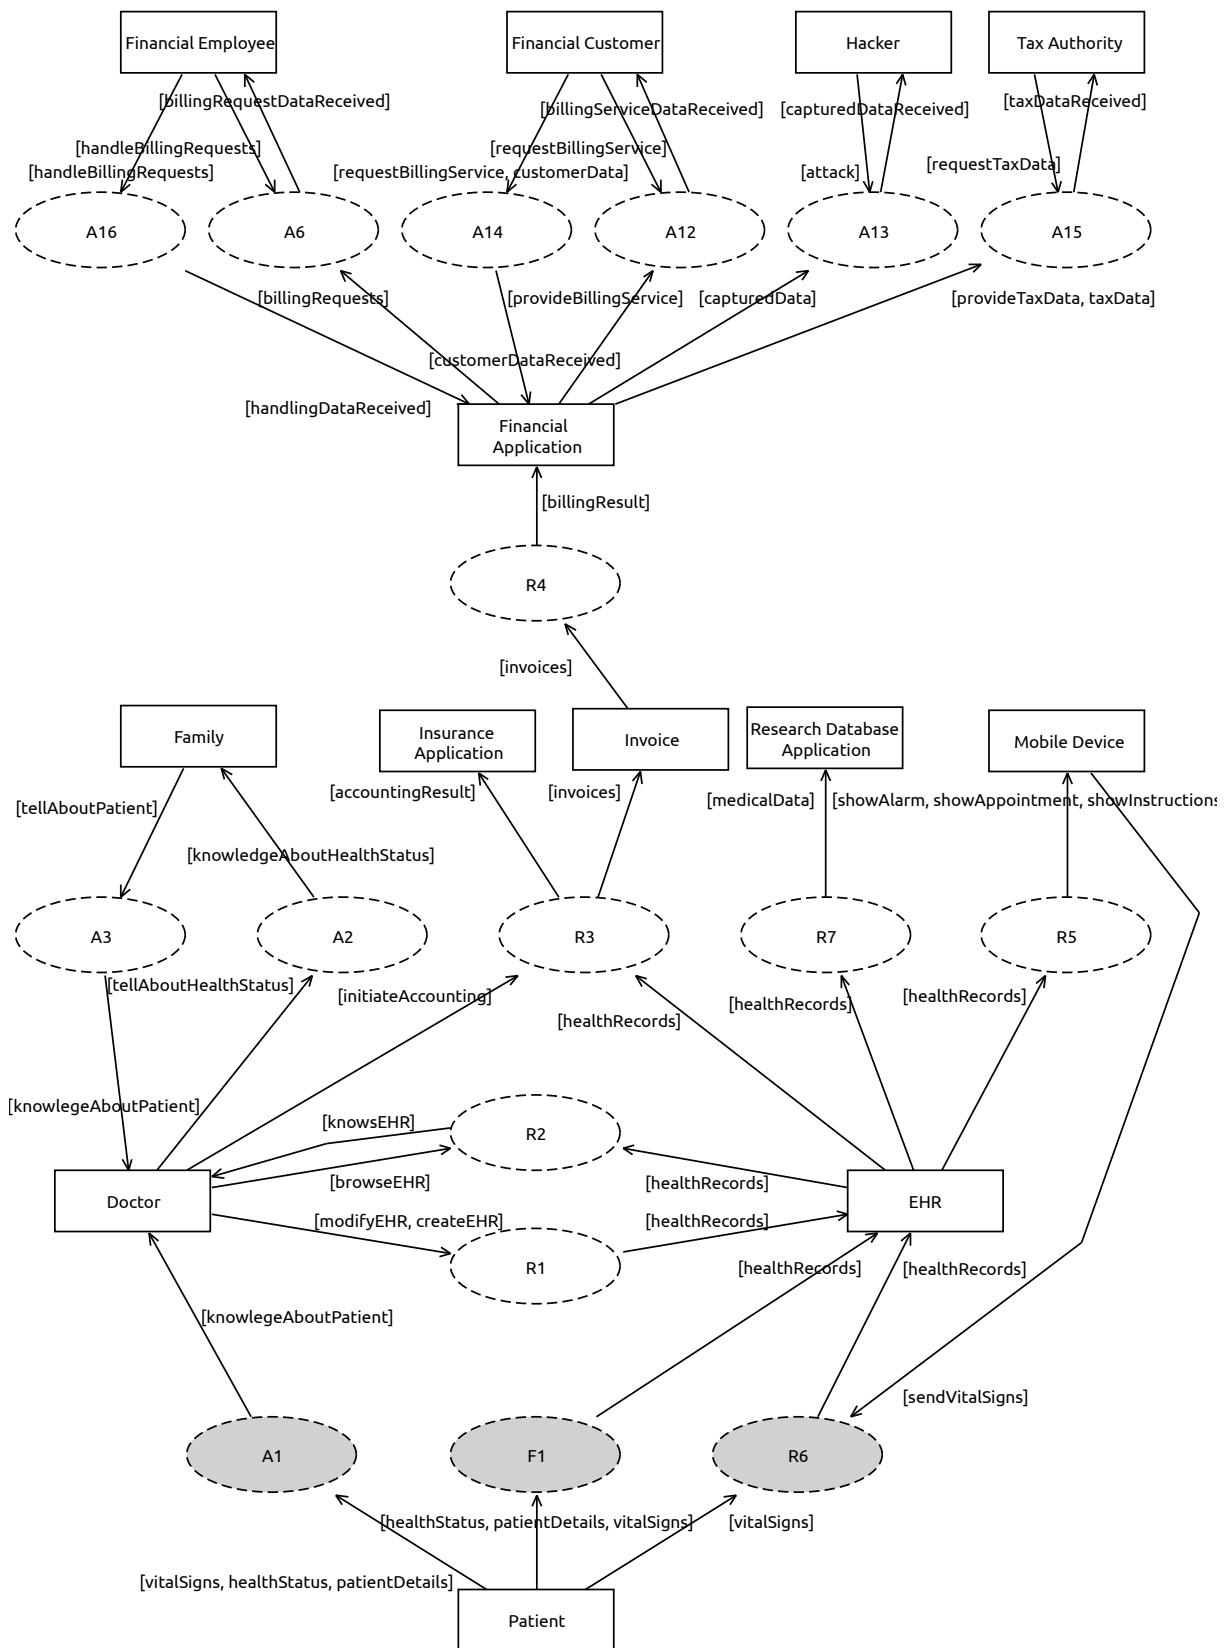 Financial Employee
Financial Customer
Hacker
Tax Authority
[billingRequestDataReceived]
[billingServiceDataReceived]
[capturedDataReceived]
[taxDataReceived]
[handleBillingRequests]
[requestBillingService]
[handleBillingRequests]
[requestBillingService, customerData]
[attack]
[requestTaxData]
A16
A6
A14
A12
A13
A15
[billingRequests]
[provideBillingService]
[capturedData]
[provideTaxData, taxData]
[customerDataReceived]
[handlingDataReceived]
Financial
Application
[billingResult]
R4
[invoices]
Family
Insurance
Application
Invoice
Research Database
Application
Mobile Device
[accountingResult]
[invoices]
[tellAboutPatient]
[medicalData]
[showAlarm, showAppointment, showInstructions
[knowledgeAboutHealthStatus]
A3
A2
R3
R7
R5
[tellAboutHealthStatus]
[initiateAccounting]
[healthRecords]
[healthRecords]
[healthRecords]
[knowlegeAboutPatient]
[knowsEHR]
R2
[browseEHR]
[healthRecords]
Doctor
EHR
[modifyEHR, createEHR]
[healthRecords]
R1
[healthRecords]
[healthRecords]
[knowlegeAboutPatient]
[sendVitalSigns]
A1
F1
R6
[healthStatus, patientDetails, vitalSigns]
[vitalSigns]
[vitalSigns, healthStatus, patientDetails]
Patient